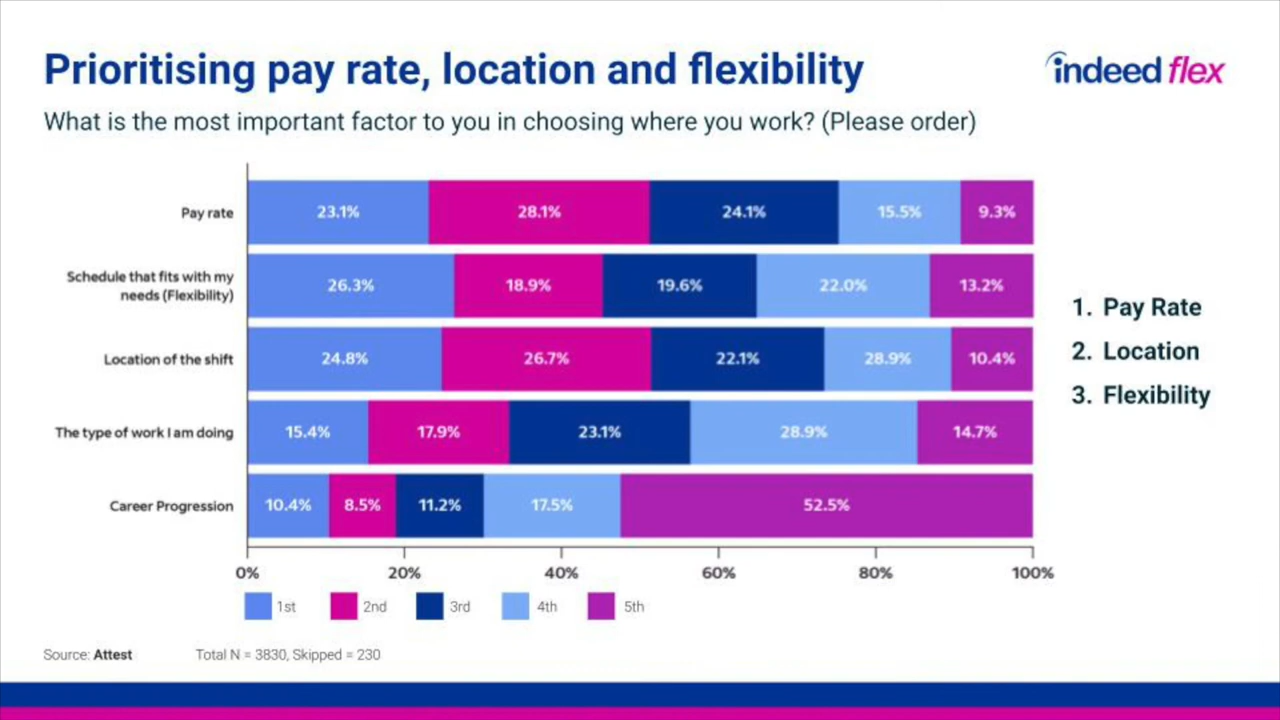 Prioritising pay rate, location and flexibility
indeed flex
What is the most important factor to you in choosing where you work? (Please order)
Pay rate
23.1% 28.1% 24.1% 15.5% 9.3%
Schedule that fits with my
needs (Flexibility)
26.3% 18.9% 19.6% 22.0% 13.2%
Location of the shift
24.8% 26.7% 22.1% 28.9% 10.4%
The type of work I am doing
15.4% 17.9% 23.1% 28.9% 14.7%
Career Progression
10.4% 8.5% 11.2% 17.5% 52.5%
0% 20% 40% 60% 80% 100%
1st 2nd 3rd 4th 5th
1. Pay Rate
2. Location
3. Flexibility
Source: Attest Total N = 3830, Skipped = 230